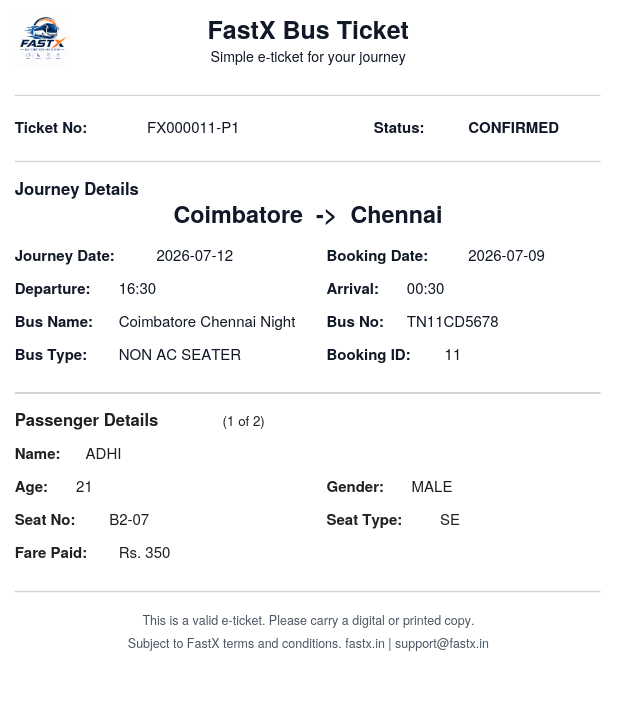 FASTX
FastX Bus Ticket
Simple e-ticket for your journey
Ticket No: FX000011-P1 Status: CONFIRMED
Journey Details
Coimbatore -> Chennai
Journey Date: 2026-07-12 Booking Date: 2026-07-09
Departure: 16:30 Arrival: 00:30
Bus Name: Coimbatore Chennai Night Bus No: TN11CD5678
Bus Type: NON AC SEATER Booking ID: 11
Passenger Details (1 of 2)
Name: ADHI
Age: 21 Gender: MALE
Seat No: B2-07 Seat Type: SE
Fare Paid: Rs. 350
This is a valid e-ticket. Please carry a digital or printed copy.
Subject to FastX terms and conditions. fastx.in | support@fastx.in